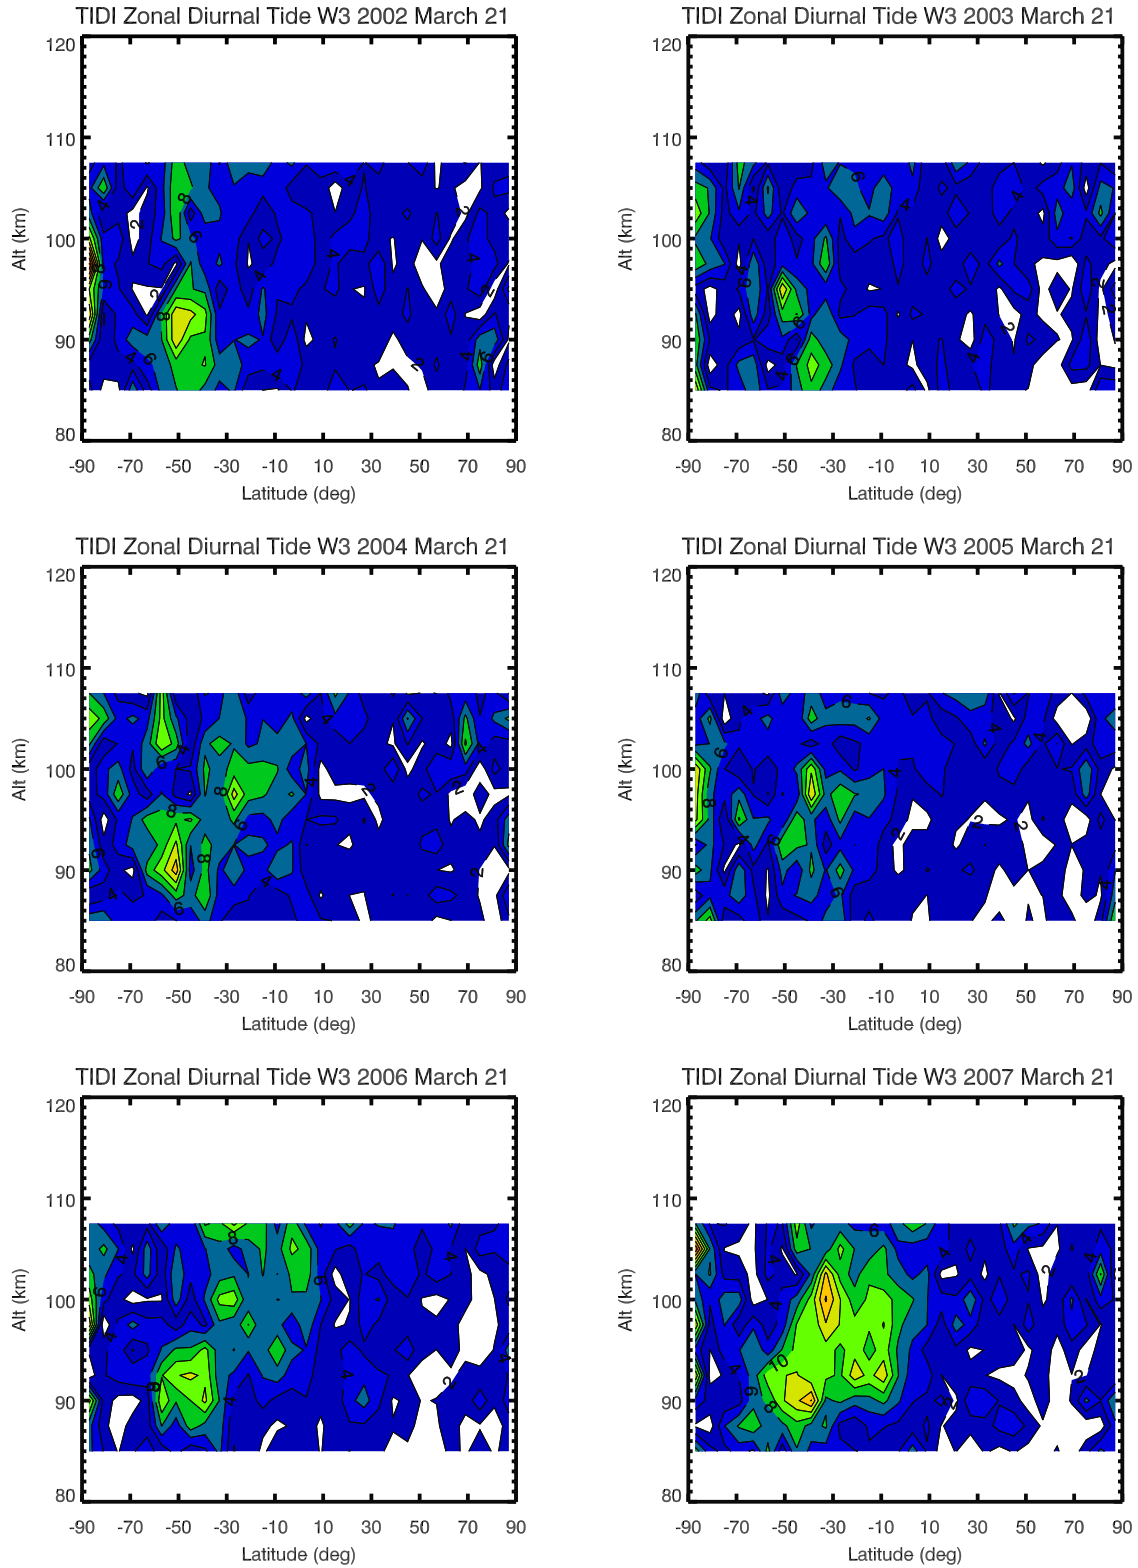 TIDI Zonal Diurnal Tide W3 2002 March 21
120
110
100
90
80
Alt (km)
-90 -70 -50 -30 -10 10 30 50 70 90
Latitude (deg)
TIDI Zonal Diurnal Tide W3 2003 March 21
120
110
100
90
80
Alt (km)
-90 -70 -50 -30 -10 10 30 50 70 90
Latitude (deg)
TIDI Zonal Diurnal Tide W3 2004 March 21
120
110
100
90
80
Alt (km)
-90 -70 -50 -30 -10 10 30 50 70 90
Latitude (deg)
TIDI Zonal Diurnal Tide W3 2005 March 21
120
110
100
90
80
Alt (km)
-90 -70 -50 -30 -10 10 30 50 70 90
Latitude (deg)
TIDI Zonal Diurnal Tide W3 2006 March 21
120
110
100
90
80
Alt (km)
-90 -70 -50 -30 -10 10 30 50 70 90
Latitude (deg)
TIDI Zonal Diurnal Tide W3 2007 March 21
120
110
100
90
80
Alt (km)
-90 -70 -50 -30 -10 10 30 50 70 90
Latitude (deg)